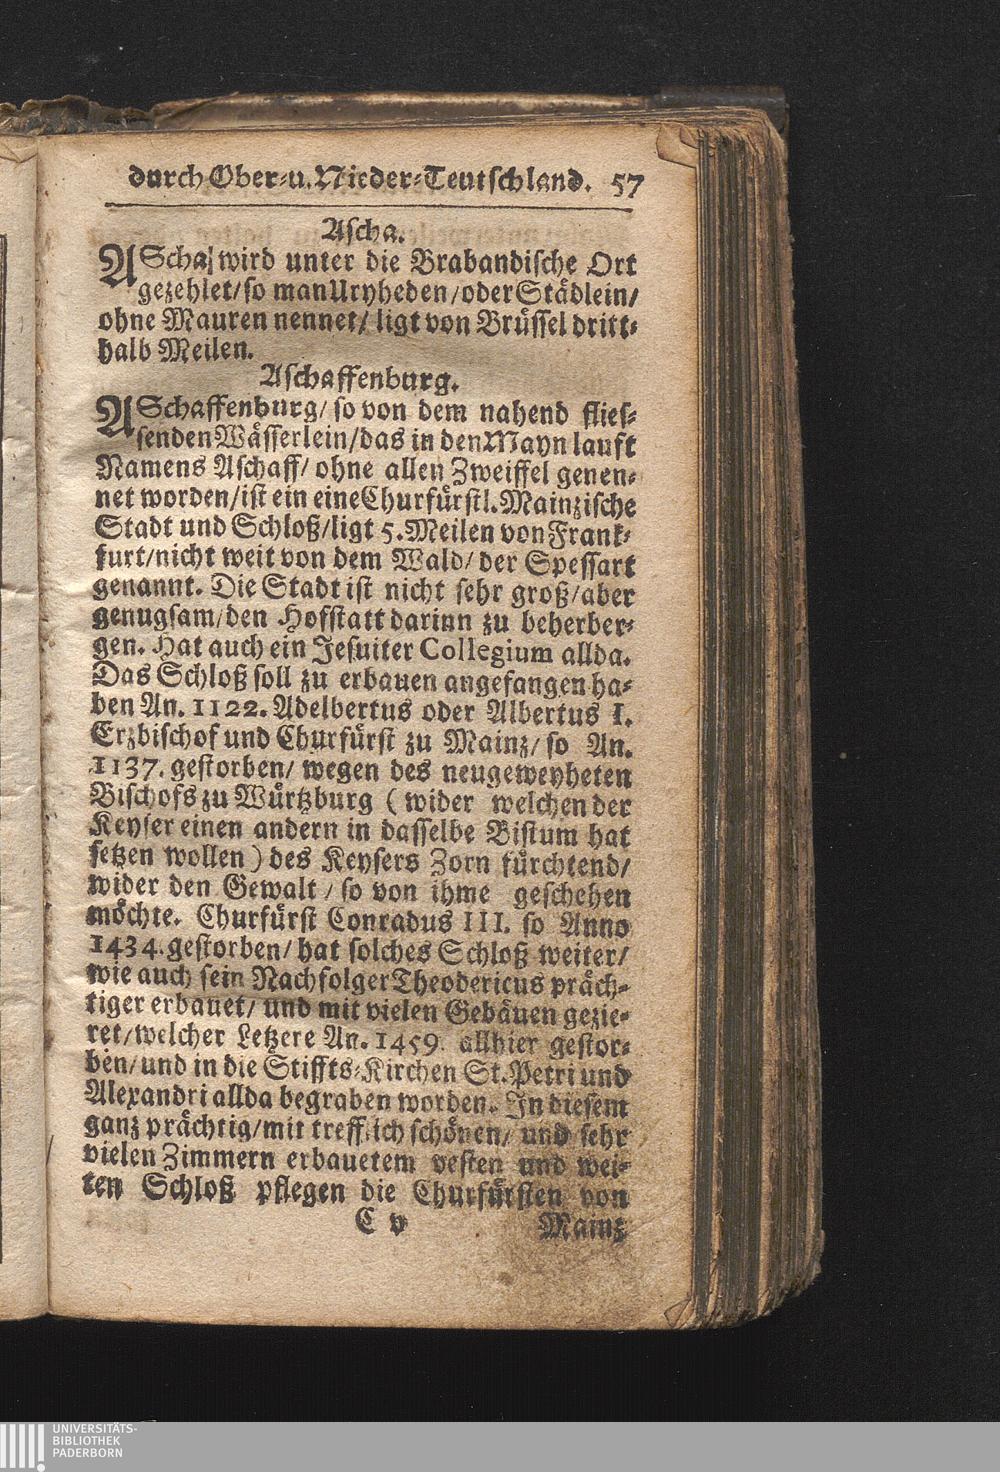 durch Ober-u. Nieder-Teutschland. 57
Ascha.
AScha/ wird unter die Brabandische Ort
gezehlet/ so man Vryheden/ oder Städlein/
ohne Mauren nennet/ ligt von Brüssel dritt-
halb Meilen.
Aschaffenburg.
ASchaffenburg/ so von dem nahend flies-
senden Wässerlein/ das in den Mayn lauft
Namens Aschaff/ ohne allen Zweiffel genen-
net worden/ ist ein eine Churfürstl. Mainzische
Stadt und Schloß/ ligt 5. Meilen von Frank-
furt/ nicht weit von dem Wald/ der Spessart
genannt. Die Stadt ist nicht sehr groß/ aber
genugsam/ den Hofstatt darinn zu beherber-
gen. Hat auch ein Jesuiter Collegium allda.
Das Schloß soll zu erbauen angefangen ha-
ben An. 1122. Adelbertus oder Albertus I.
Erzbischof und Churfürst zu Mainz/ so An.
1137. gestorben/ wegen des neugeweyheten
Bischofs zu Würtzburg (wider welchen der
Keyser einen andern in dasselbe Bistum hat
setzen wollen) des Keysers Zorn fürchtend/
wider den Gewalt/ so von ihme geschehen
möchte. Churfürst Conradus III. so Anno
1434. gestorben/ hat solches Schloß weiter/
wie auch sein Nachfolger Theodericus präch-
tiger erbauet/ und mit vielen Gebäuen gezie-
ret/ welcher Letzere An. 1459. allhier gestor-
ben/ und in die Stiffts-Kirchen St. Petri und
Alexandri allda begraben worden. In diesem
ganz prächtig/ mit trefflich schönen/ und sehr
vielen Zimmern erbauetem vesten und wei-
ten Schloß pflegen die Churfürsten von
C v Mainz
UNIVERSITÄTS-
BIBLIOTHEK
PADERBORN